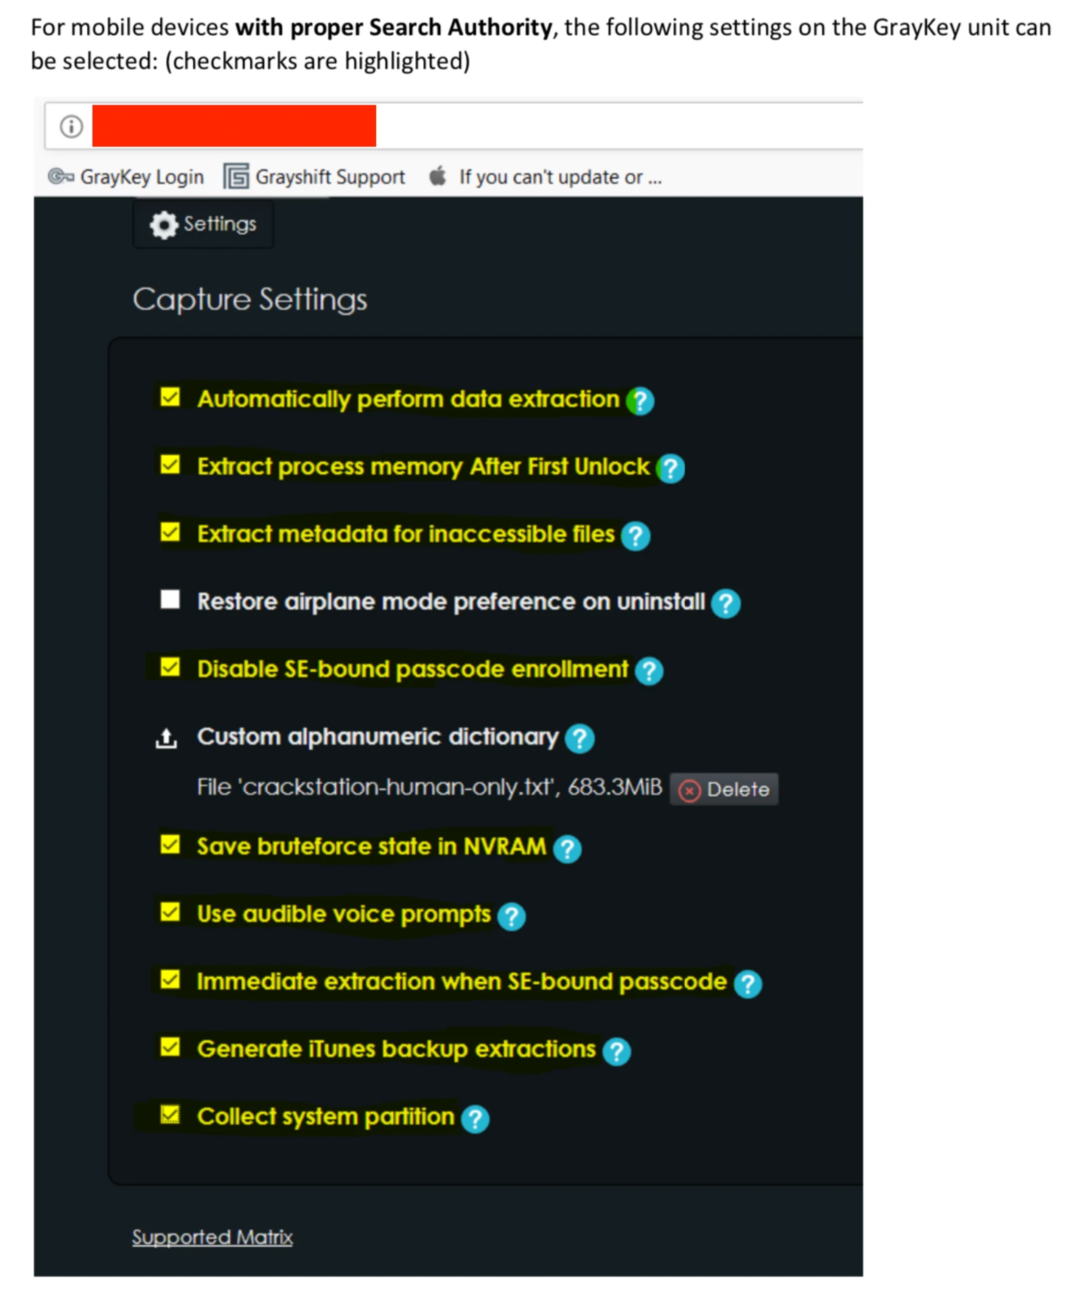 For mobile devices with proper Search Authority, the following settings on the GrayKey unit can
be selected: (checkmarks are highlighted)
GrayKey Login Grayshift Support If you can't update or ...
Settings
Capture Settings
Automatically perform data extraction ?
Extract process memory After First Unlock ?
Extract metadata for inaccessible files ?
Restore airplane mode preference on uninstall ?
Disable SE-bound passcode enrollment ?
Custom alphanumeric dictionary ?
File 'crackstation-human-only.txt', 683.3MiB Delete
Save bruteforce state in NVRAM ?
Use audible voice prompts ?
Immediate extraction when SE-bound passcode ?
Generate iTunes backup extractions ?
Collect system partition ?
Supported Matrix